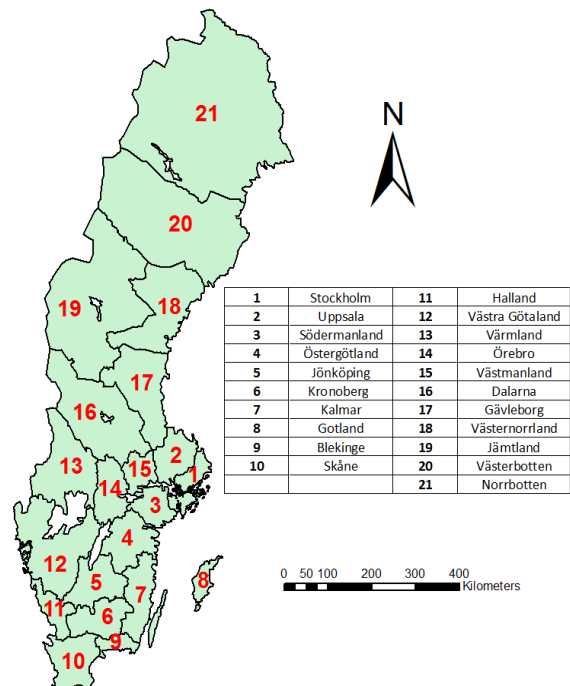 N
21
20
19
18
17
16
13
15
2
1
14
3
4
12
5
7
8
11
6
9
10
1 Stockholm 11 Halland
2 Uppsala 12 Västra Götaland
3 Södermanland 13 Värmland
4 Östergötland 14 Örebro
5 Jönköping 15 Västmanland
6 Kronoberg 16 Dalarna
7 Kalmar 17 Gävleborg
8 Gotland 18 Västernorrland
9 Blekinge 19 Jämtland
10 Skåne 20 Västerbotten
21 Norrbotten
0 50 100 200 300 400
Kilometers